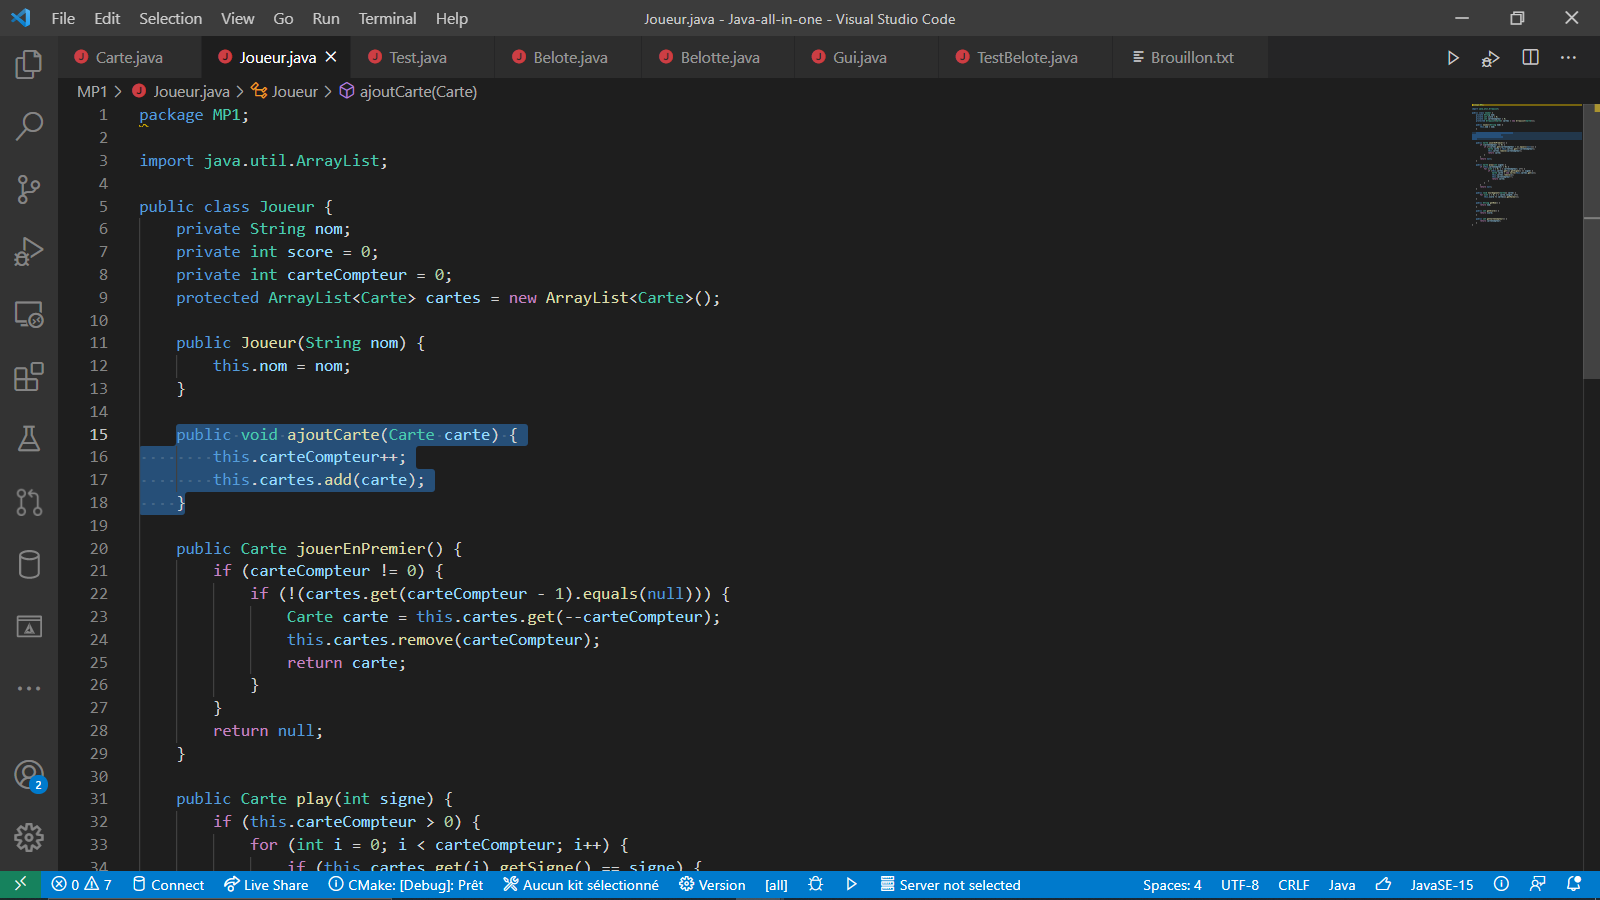 File Edit Selection View Go Run Terminal Help
Joueur.java - Java-all-in-one - Visual Studio Code
Carte.java Joueur.java Test.java Belote.java Belotte.java Gui.java TestBelote.java Brouillon.txt
MP1 > Joueur.java > Joueur > ajoutCarte(Carte)
1 package MP1;
2
3 import java.util.ArrayList;
4
5 public class Joueur {
6     private String nom;
7     private int score = 0;
8     private int carteCompteur = 0;
9     protected ArrayList<Carte> cartes = new ArrayList<Carte>();
10
11     public Joueur(String nom) {
12         this.nom = nom;
13     }
14
15     public void ajoutCarte(Carte carte) {
16         this.carteCompteur++;
17         this.cartes.add(carte);
18     }
19
20     public Carte jouerEnPremier() {
21         if (carteCompteur != 0) {
22             if (!(cartes.get(carteCompteur - 1).equals(null))) {
23                 Carte carte = this.cartes.get(--carteCompteur);
24                 this.cartes.remove(carteCompteur);
25                 return carte;
26             }
27         }
28         return null;
29     }
30
31     public Carte play(int signe) {
32         if (this.carteCompteur > 0) {
33             for (int i = 0; i < carteCompteur; i++) {
34                 if (this.cartes.get(i).getSigne() == signe) {
2
0 7 Connect Live Share CMake: [Debug]: Prêt Aucun kit sélectionné Version [all] Server not selected Spaces: 4 UTF-8 CRLF Java JavaSE-15